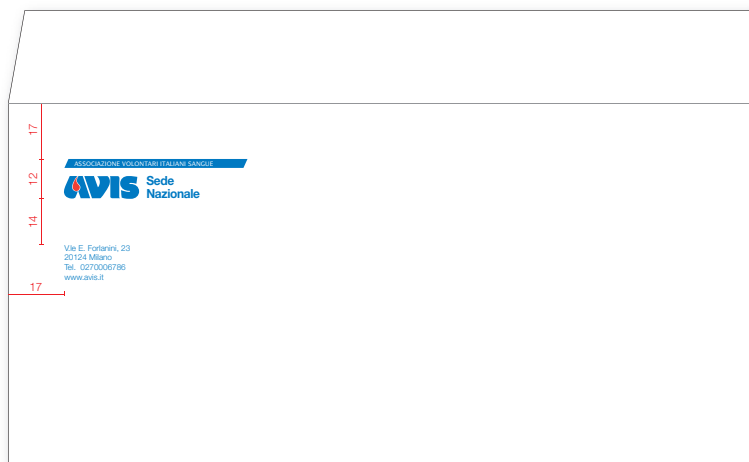 17
ASSOCIAZIONE VOLONTARI ITALIANI SANGUE
12
AVIS Sede
Nazionale
14
V.le E. Forlanini, 23
20124 Milano
Tel. 0270006786
www.avis.it
17